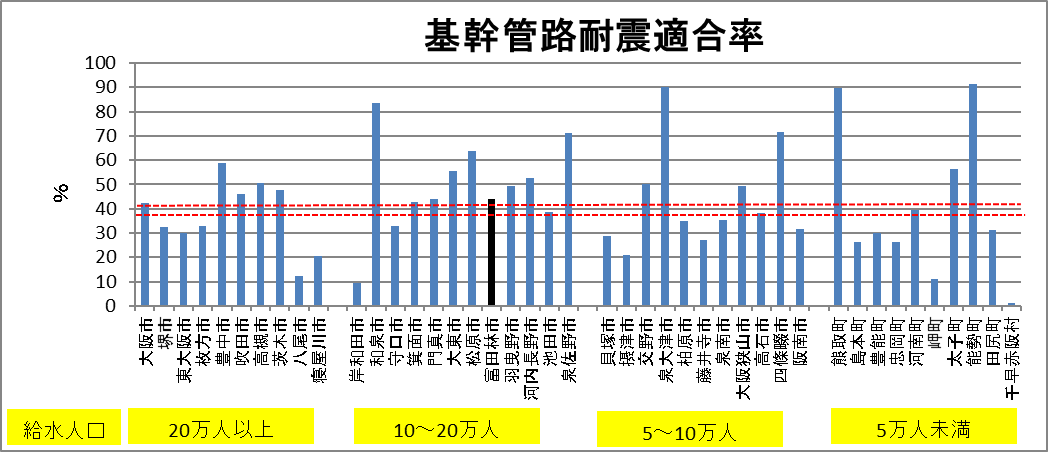 基幹管路耐震適合率
%
100
90
80
70
60
50
40
30
20
10
0
大阪市
堺市
東大阪市
枚方市
豊中市
吹田市
高槻市
茨木市
八尾市
寝屋川市
岸和田市
和泉市
守口市
箕面市
門真市
大東市
松原市
富田林市
羽曳野市
河内長野市
池田市
泉佐野市
貝塚市
摂津市
交野市
泉大津市
柏原市
藤井寺市
泉南市
大阪狭山市
高石市
四條畷市
阪南市
熊取町
島本町
豊能町
忠岡町
河南町
岬町
太子町
能勢町
田尻町
千早赤阪村
給水人口
20万人以上
10～20万人
5～10万人
5万人未満